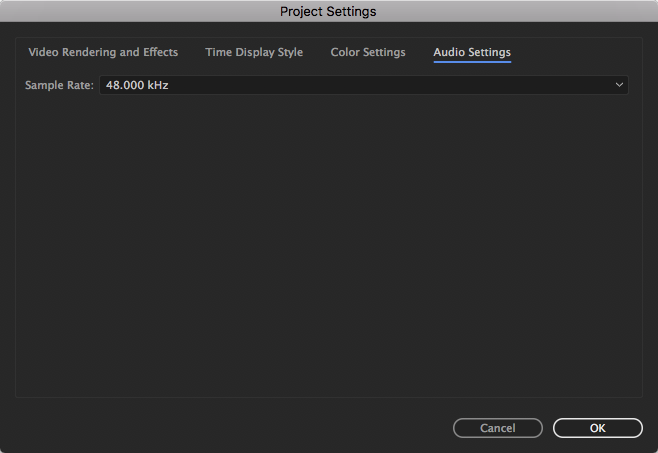 Project Settings
Video Rendering and Effects Time Display Style Color Settings Audio Settings
Sample Rate: 48.000 kHz
Cancel OK